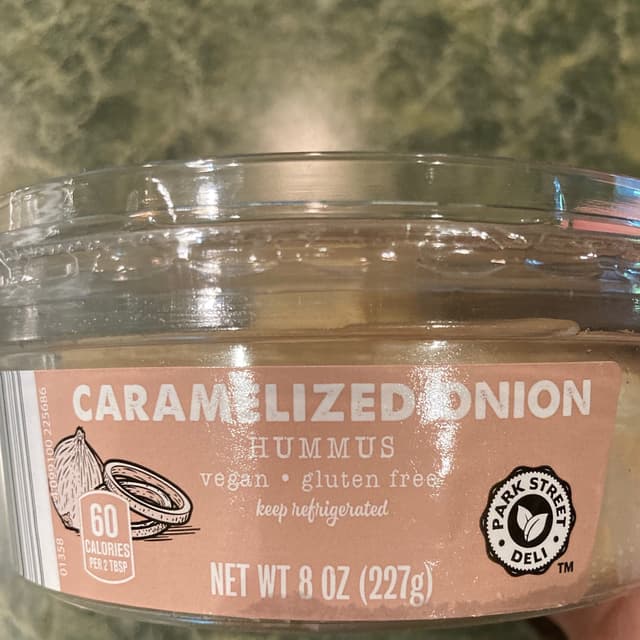 CARAMELIZED ONION
HUMMUS
vegan • gluten free
keep refrigerated
60
CALORIES
PER 2 TBSP
NET WT 8 OZ (227g)
PARK STREET
• DELI •
TM
01358